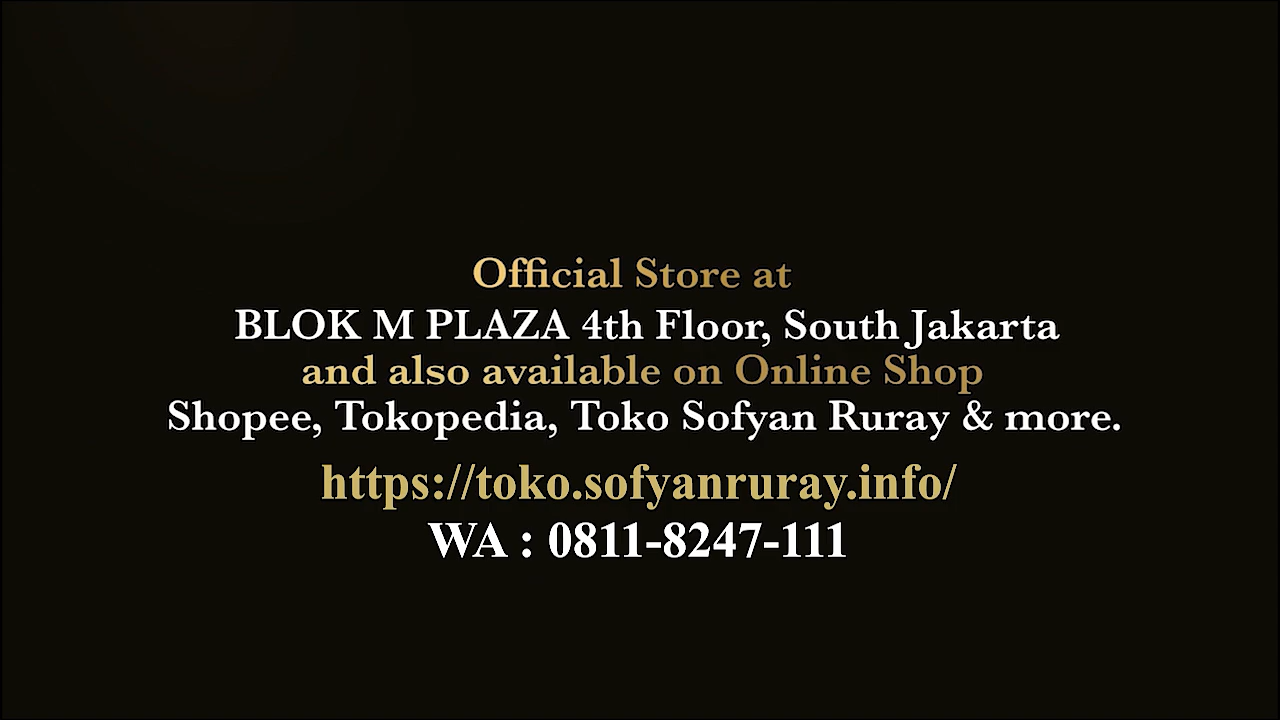 Official Store at
BLOK M PLAZA 4th Floor, South Jakarta
and also available on Online Shop
Shopee, Tokopedia, Toko Sofyan Ruray & more.
https://toko.sofyanruray.info/
WA : 0811-8247-111